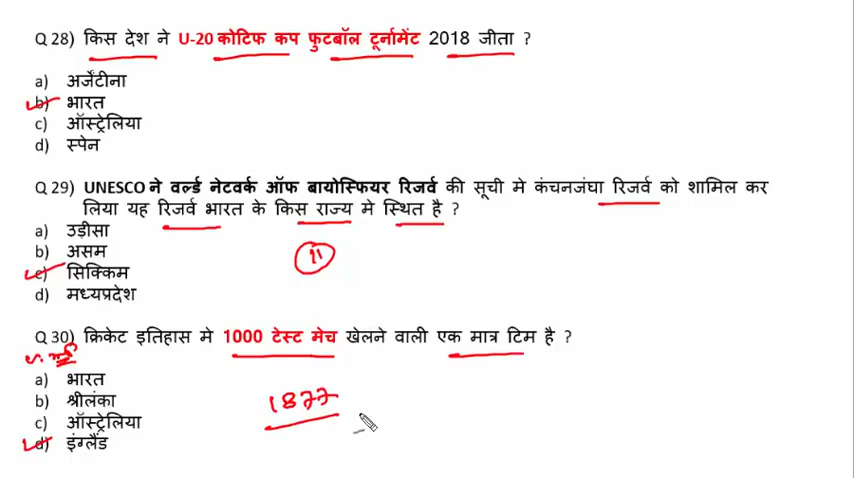 Q 28) किस देश ने U-20 कोटिफ कप फुटबॉल टूर्नामेंट 2018 जीता ?
a) अर्जेंटीना
b) भारत
c) ऑस्ट्रेलिया
d) स्पेन
Q 29) UNESCO ने वर्ल्ड नेटवर्क ऑफ बायोस्फियर रिजर्व की सूची मे कंचनजंघा रिजर्व को शामिल कर
लिया यह रिजर्व भारत के किस राज्य मे स्थित है ?
a) उड़ीसा
b) असम
11
c) सिक्किम
d) मध्यप्रदेश
Q 30) क्रिकेट इतिहास मे 1000 टेस्ट मेच खेलने वाली एक मात्र टिम है ?
a) भारत
b) श्रीलंका
1877
c) ऑस्ट्रेलिया
d) इंग्लैंड